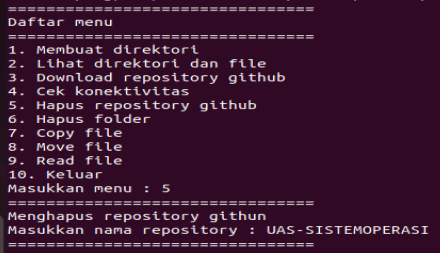 ===============================
Daftar menu
===============================
1. Membuat direktori
2. Lihat direktori dan file
3. Download repository github
4. Cek konektivitas
5. Hapus repository github
6. Hapus folder
7. Copy file
8. Move file
9. Read file
10. Keluar
Masukkan menu : 5
===============================
Menghapus repository githun
Masukkan nama repository : UAS-SISTEMOPERASI
===============================